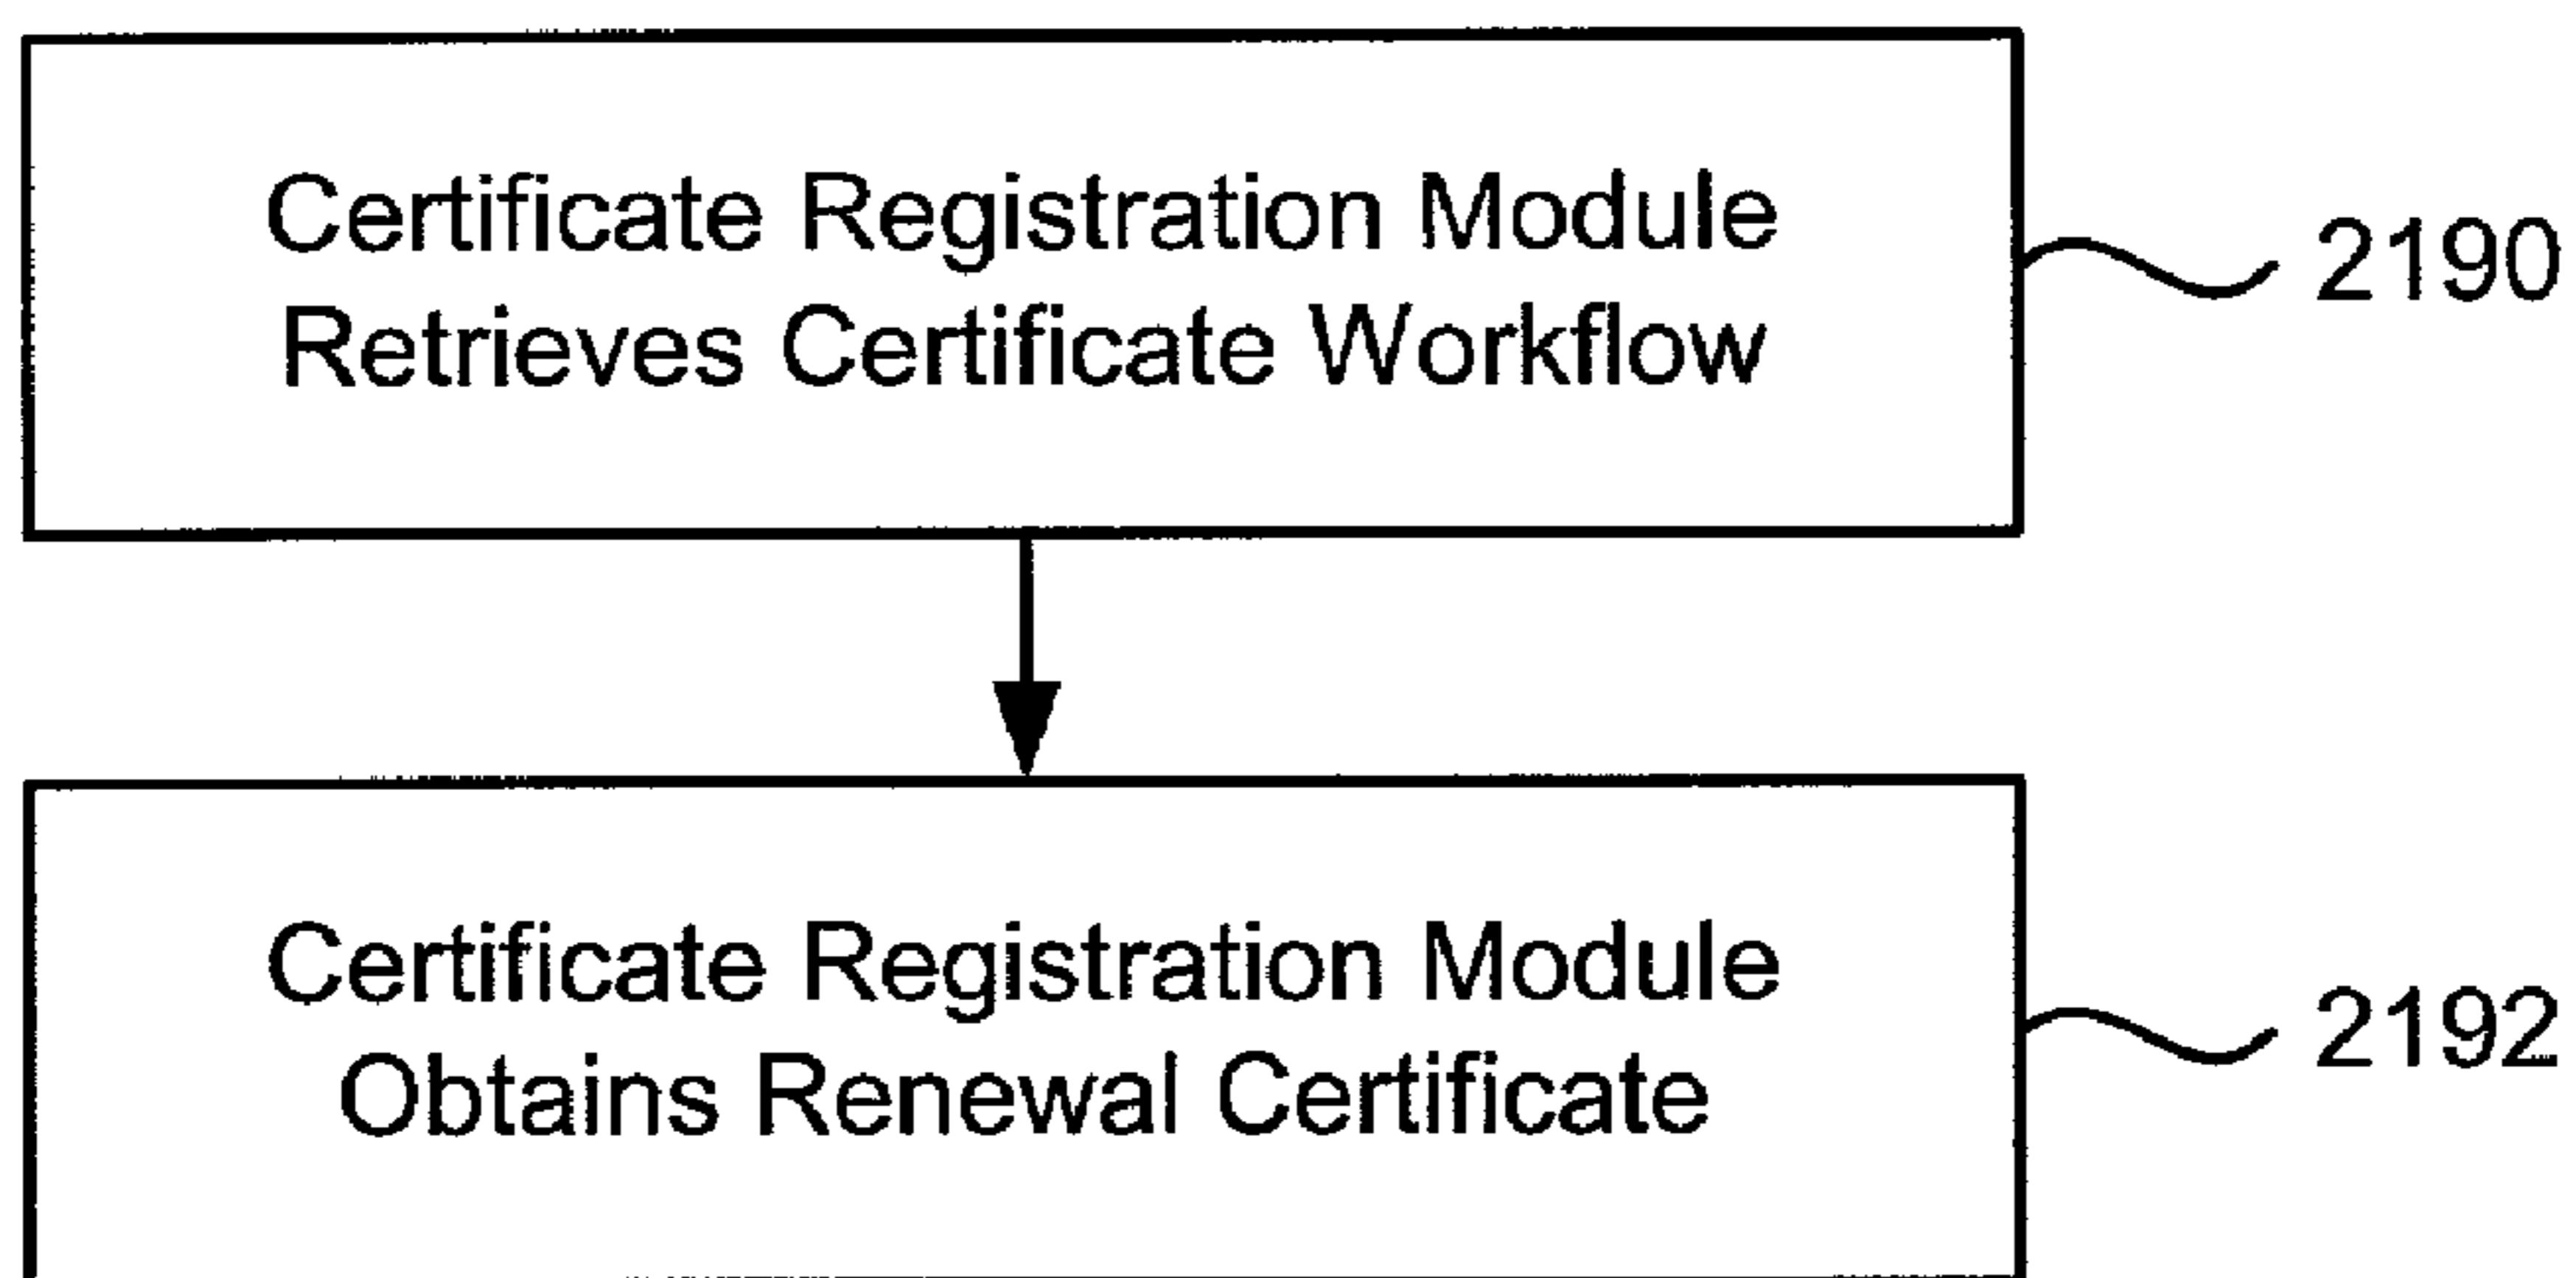 Certificate Registration Module
Retrieves Certificate Workflow
2190
Certificate Registration Module
Obtains Renewal Certificate
2192